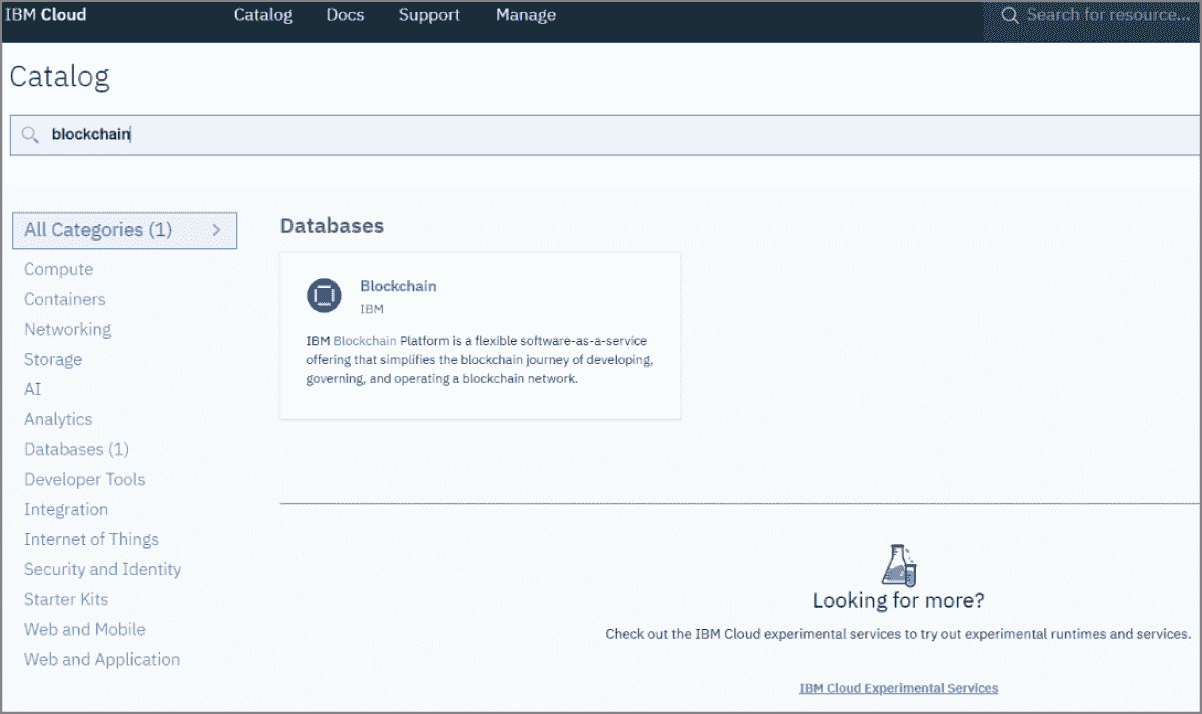 IBM Cloud Catalog Docs Support Manage Search for resource...
Catalog
blockchain
All Categories (1)
Compute
Containers
Networking
Storage
AI
Analytics
Databases (1)
Developer Tools
Integration
Internet of Things
Security and Identity
Starter Kits
Web and Mobile
Web and Application
Databases
Blockchain
IBM
IBM Blockchain Platform is a flexible software-as-a-service
offering that simplifies the blockchain journey of developing,
governing, and operating a blockchain network.
Looking for more?
Check out the IBM Cloud experimental services to try out experimental runtimes and services.
IBM Cloud Experimental Services